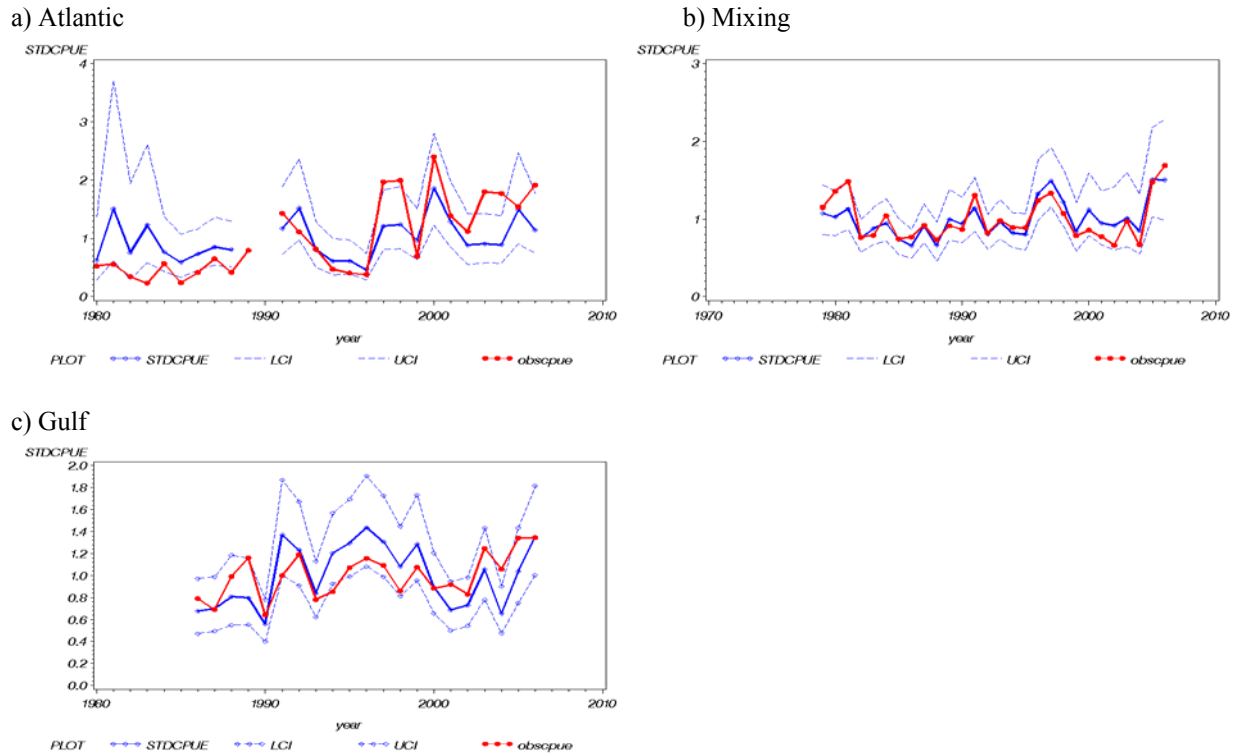 a) Atlantic
STDCPUE
4
3
2
1
0
1980 1990 2000 2010
year
PLOT STDCPUE LCI UCI obscpue
b) Mixing
STDCPUE
3
2
1
0
1970 1980 1990 2000 2010
year
PLOT STDCPUE LCI UCI obscpue
c) Gulf
STDCPUE
2.0
1.8
1.6
1.4
1.2
1.0
0.8
0.6
0.4
0.2
0.0
1980 1990 2000 2010
year
PLOT STDCPUE LCI UCI obscpue